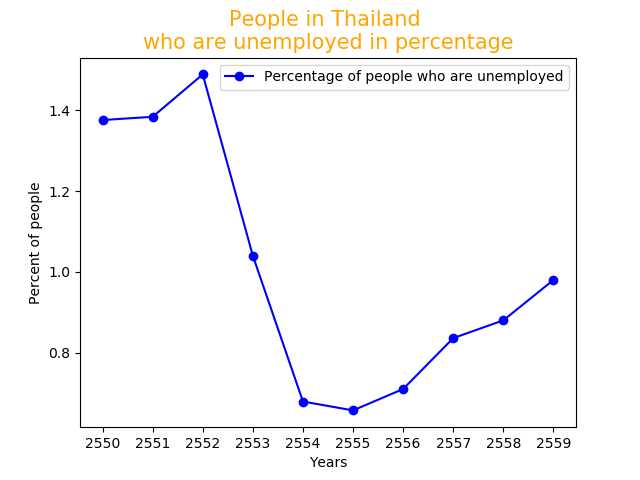 People in Thailand
who are unemployed in percentage
Percentage of people who are unemployed
1.4
1.2
1.0
0.8
Percent of people
2550 2551 2552 2553 2554 2555 2556 2557 2558 2559
Years